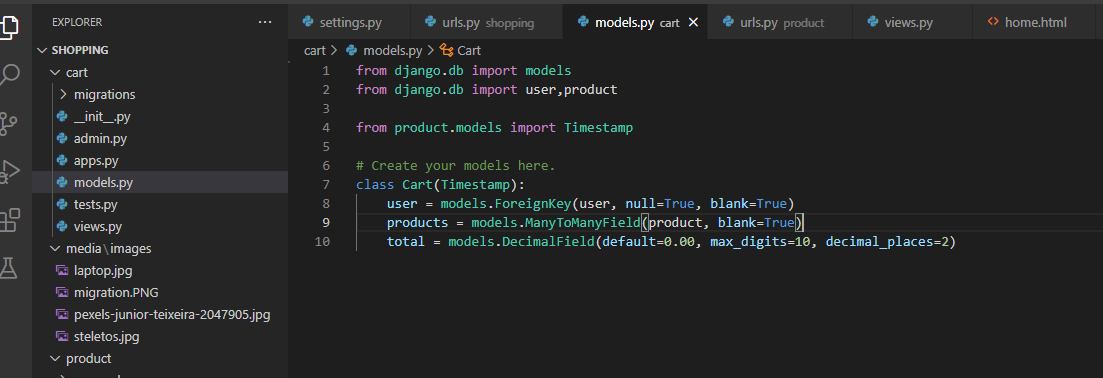 EXPLORER ...
SHOPPING
cart
migrations
__init__.py
admin.py
apps.py
models.py
tests.py
views.py
media\images
laptop.jpg
migration.PNG
pexels-junior-teixeira-2047905.jpg
steletos.jpg
product
settings.py urls.py shopping models.py cart urls.py product views.py home.html
cart > models.py > Cart
1 from django.db import models
2 from django.db import user,product
3
4 from product.models import Timestamp
5
6 # Create your models here.
7 class Cart(Timestamp):
8 user = models.ForeignKey(user, null=True, blank=True)
9 products = models.ManyToManyField(product, blank=True)
10 total = models.DecimalField(default=0.00, max_digits=10, decimal_places=2)